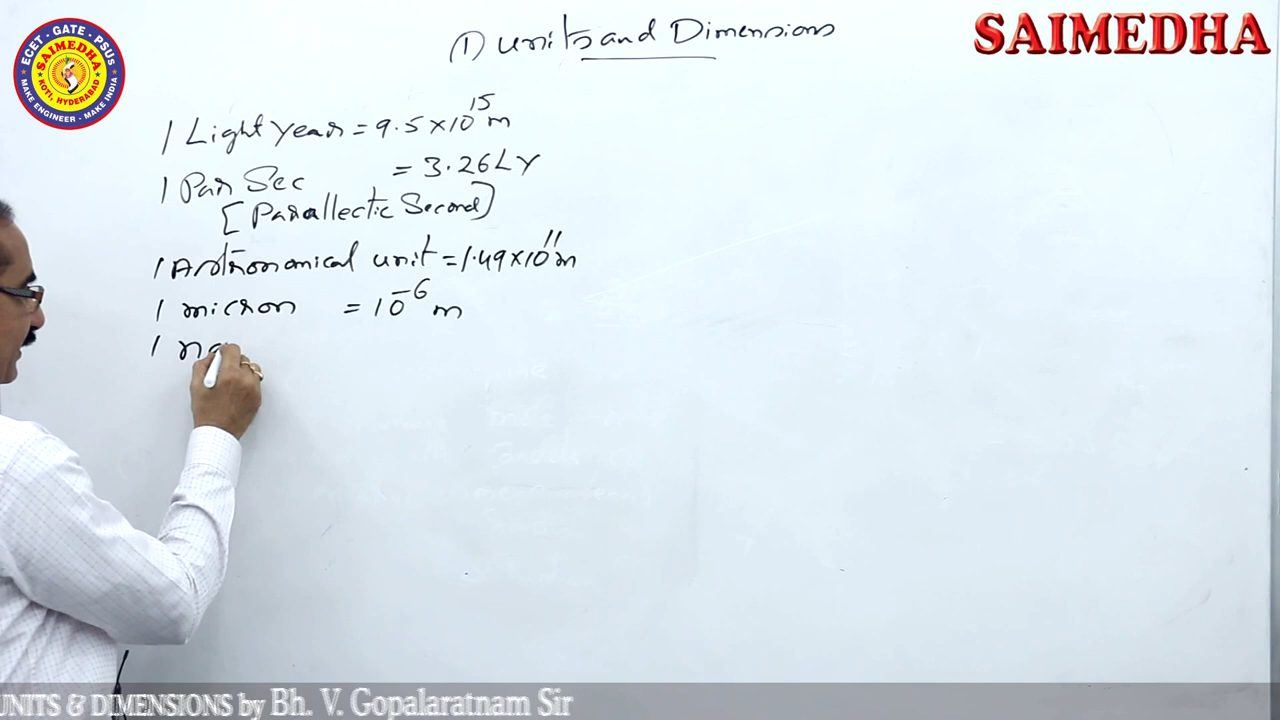 ECET - GATE - PSUS
SAIMEDHA
KOTI, HYDERABAD
MAKE ENGINEER - MAKE INDIA
SAIMEDHA
1) units and Dimensions
1 Light year = 9.5 × 10¹⁵ m
1 Par Sec = 3.26 LY
[Parallectic Second]
1 Astronomical unit = 1.49 × 10¹¹ m
1 micron = 10⁻⁶ m
1 na
UNITS & DIMENSIONS by Bh. V. Gopalaratnam Sir